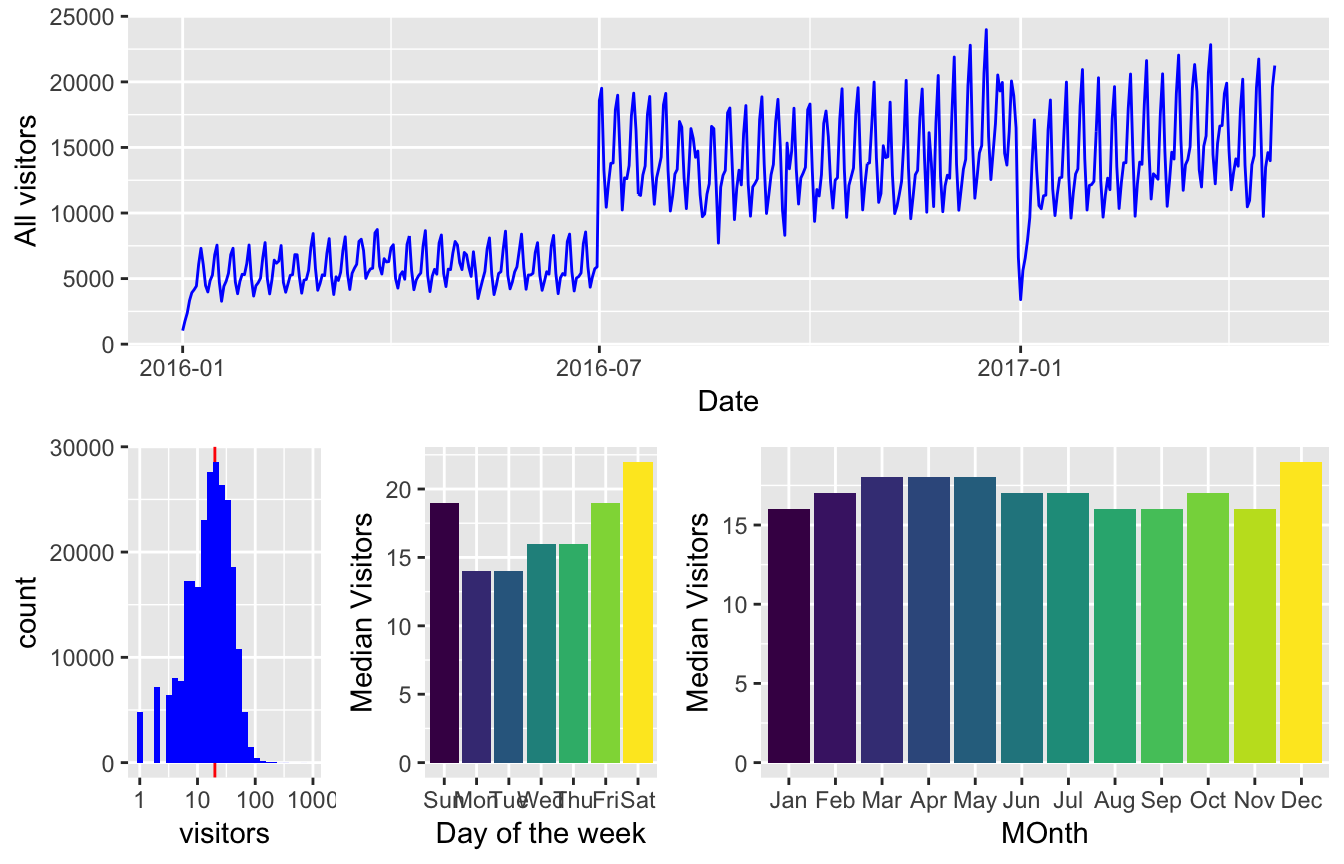 25000
20000
15000
10000
5000
0
All visitors
2016-01 2016-07 2017-01
Date
30000
20000
10000
0
count
1 10 100 1000
visitors
20
15
10
5
0
Median Visitors
Sun Mon Tue Wed Thu Fri Sat
Day of the week
15
10
5
0
Median Visitors
Jan Feb Mar Apr May Jun Jul Aug Sep Oct Nov Dec
MOnth